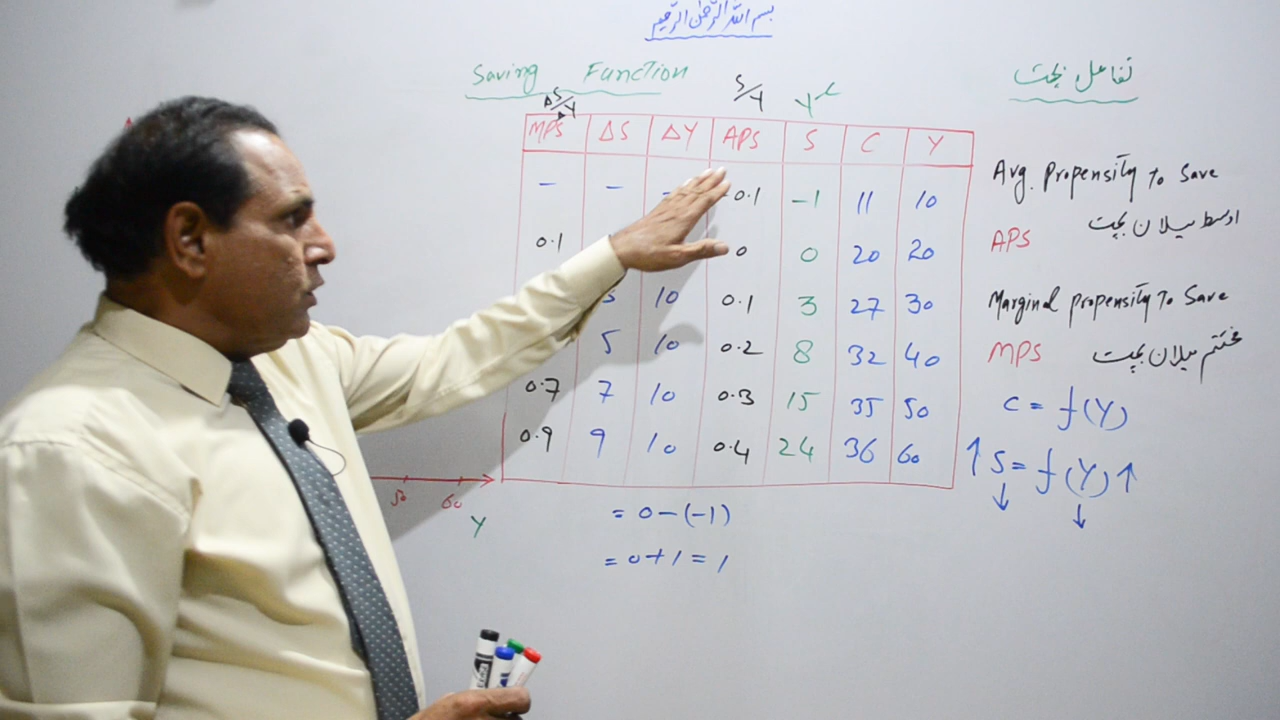 بسم اللہ الرحمٰن الرحیم
Saving Function
تفاعل بچت
ΔS/ΔY S/Y Y-C
MPS ΔS ΔY APS S C Y
- - - -0.1 -1 11 10
0.1 0 0 20 20
3 10 0.1 3 27 30
5 10 0.2 8 32 40
0.7 7 10 0.3 15 35 50
0.9 9 10 0.4 24 36 60
Avg. Propensity To Save
APS اوسط میلان بچت
Marginal propensity To Save
MPS مختتم میلان بچت
C = f(Y)
↑ S = f(Y) ↑
↓ ↓
= 0 - (-1)
= 0 + 1 = 1
50 60
Y